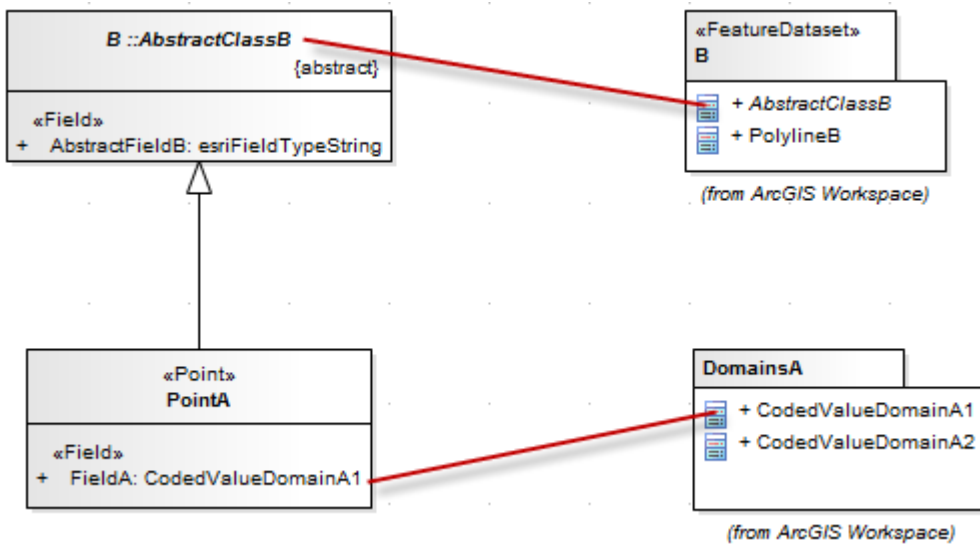 B ::AbstractClassB
{abstract}
«Field»
+ AbstractFieldB: esriFieldTypeString
«FeatureDataset»
B
+ AbstractClassB
+ PolylineB
(from ArcGIS Workspace)
«Point»
PointA
«Field»
+ FieldA: CodedValueDomainA1
DomainsA
+ CodedValueDomainA1
+ CodedValueDomainA2
(from ArcGIS Workspace)